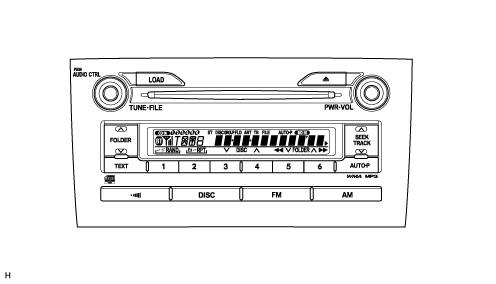 PUSH
AUDIO CTRL
LOAD
TUNE·FILE
PWR·VOL
ST DISC FLD ART TR FILE AUTO-P
RAND RPT DISC FOLDER
FOLDER
SEEK
TRACK
TEXT
1 2 3 4 5 6
AUTO-P
WMA MP3
DISC
FM
AM
H